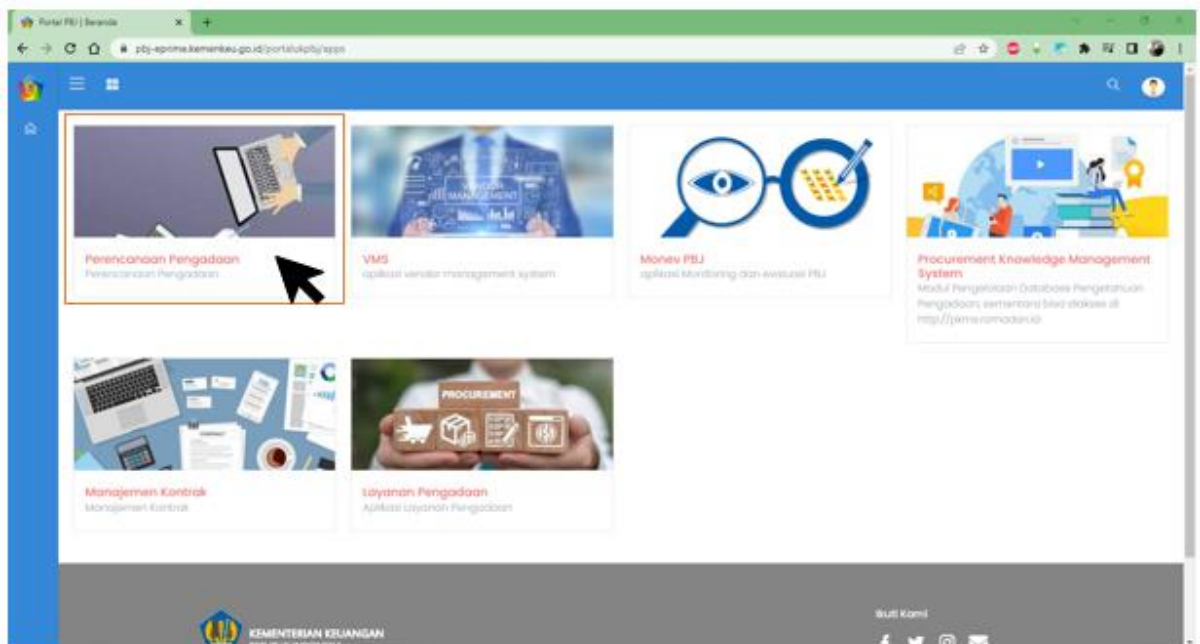 Portal PBJ | Beranda
pbj-eprime.kemenkeu.go.id/portalukpbj/apps
VENDOR
MANAGEMENT
PROCUREMENT
Perencanaan Pengadaan
Perencanaan Pengadaan
VMS
aplikasi vendor management system
Monev PBJ
aplikasi Monitoring dan evaluasi PBJ
Procurement Knowledge Management
System
Modul Pengelolaan Database Pengetahuan
Pengadaan, sementara bisa diakses di
Manajemen Kontrak
Manajemen Kontrak
Layanan Pengadaan
Aplikasi Layanan Pengadaan
KEMENTERIAN KEUANGAN
Ikuti Kami